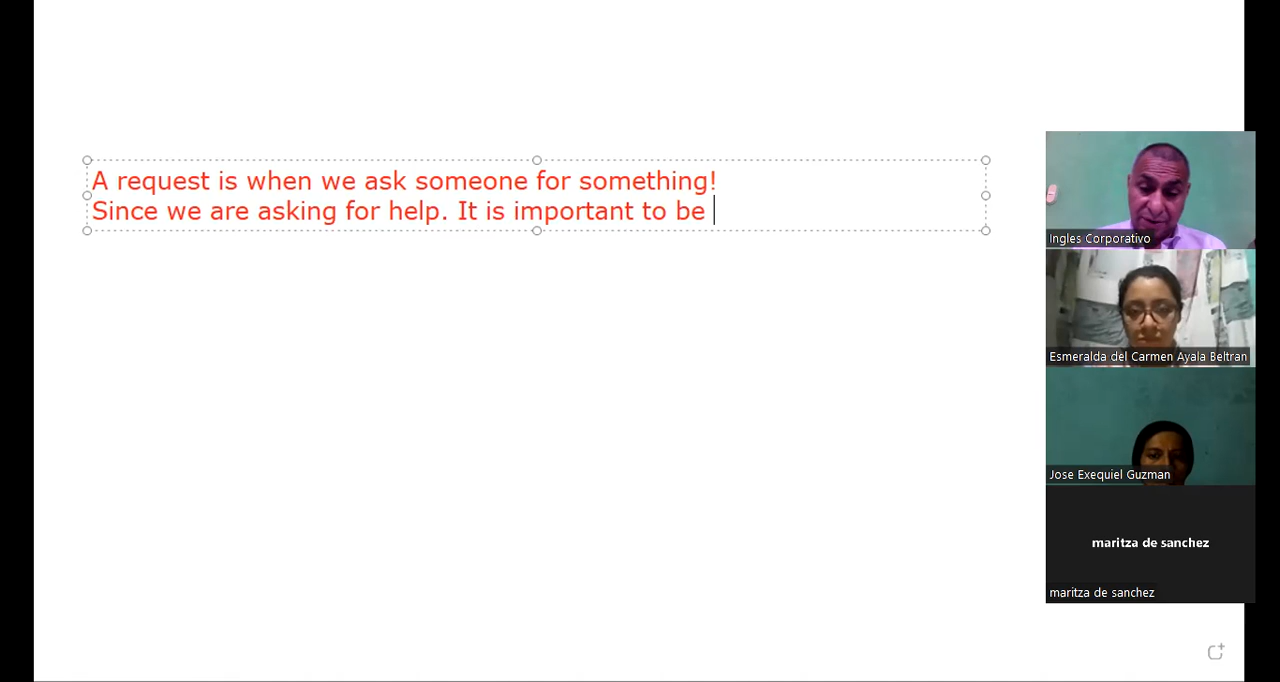 A request is when we ask someone for something!
Since we are asking for help. It is important to be
Ingles Corporativo
Esmeralda del Carmen Ayala Beltran
Jose Exequiel Guzman
maritza de sanchez
maritza de sanchez